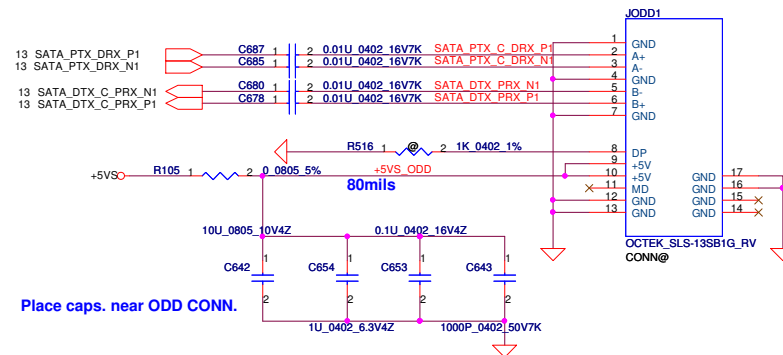 JODD1
13 SATA_PTX_DRX_P1 C687 1 2 0.01U_0402_16V7K SATA_PTX_C_DRX_P1 1 GND
13 SATA_PTX_DRX_N1 C685 1 2 0.01U_0402_16V7K SATA_PTX_C_DRX_N1 2 A+
3 A-
4 GND
13 SATA_DTX_C_PRX_N1 C680 1 2 0.01U_0402_16V7K SATA_DTX_PRX_N1 5 B-
13 SATA_DTX_C_PRX_P1 C678 1 2 0.01U_0402_16V7K SATA_DTX_PRX_P1 6 B+
7 GND
R516 1 @ 2 1K_0402_1% 8 DP
9 +5V
+5VS R105 1 2 0_0805_5% +5VS_ODD 10 +5V GND 17
80mils 11 MD GND 16
12 GND GND 15
13 GND GND 14
10U_0805_10V4Z 0.1U_0402_16V4Z OCTEK_SLS-13SB1G_RV
CONN@
1 1 1 1
C642 C654 C653 C643
2 2 2 2
Place caps. near ODD CONN.
1U_0402_6.3V4Z 1000P_0402_50V7K